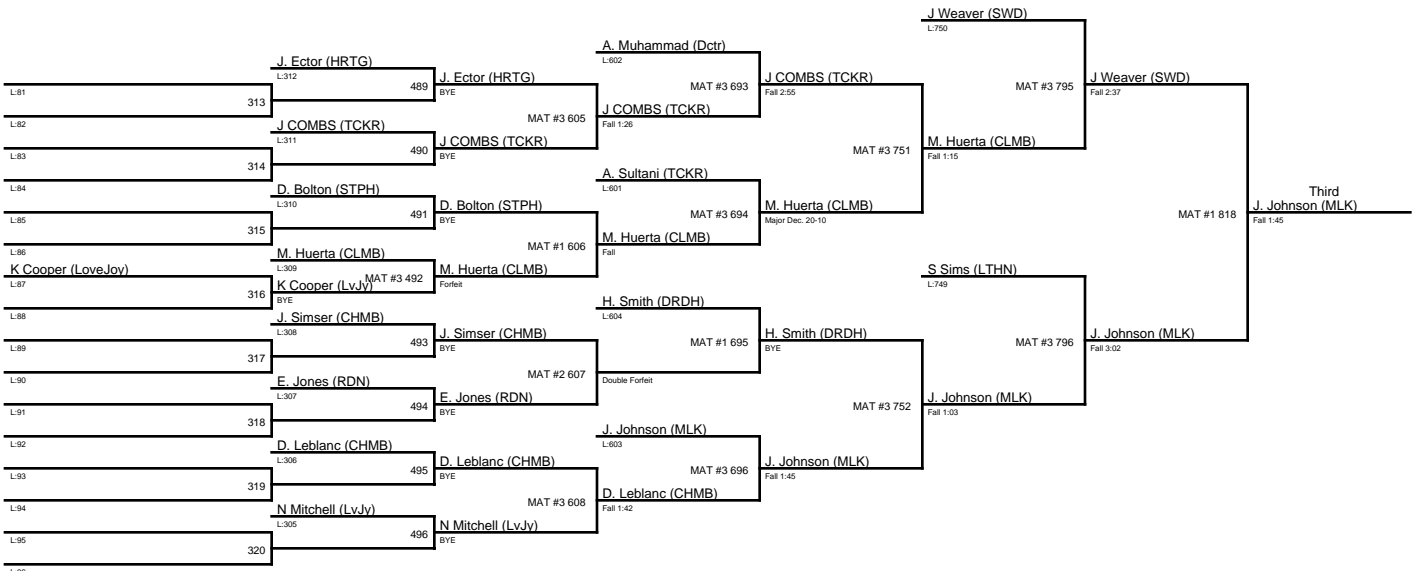 J Weaver (SWD)
L:750
A. Muhammad (Dctr)
L:602
J. Ector (HRTG)
L:312
489
J. Ector (HRTG)
BYE
MAT #3 693
J COMBS (TCKR)
Fall 2:55
MAT #3 795
J Weaver (SWD)
Fall 2:37
L:81
313
MAT #3 605
J COMBS (TCKR)
Fall 1:26
L:82
J COMBS (TCKR)
L:311
490
J COMBS (TCKR)
BYE
MAT #3 751
M. Huerta (CLMB)
Fall 1:15
L:83
314
A. Sultani (TCKR)
L:601
L:84
D. Bolton (STPH)
L:310
491
D. Bolton (STPH)
BYE
MAT #3 694
M. Huerta (CLMB)
Major Dec. 20-10
MAT #1 818
Third
J. Johnson (MLK)
Fall 1:45
L:85
315
MAT #1 606
M. Huerta (CLMB)
Fall
L:86
M. Huerta (CLMB)
L:309
MAT #3 492
M. Huerta (CLMB)
Forfeit
K Cooper (LoveJoy)
L:87
316
K Cooper (LvJy)
BYE
S Sims (LTHN)
L:749
L:88
H. Smith (DRDH)
L:604
J. Simser (CHMB)
L:308
493
J. Simser (CHMB)
BYE
MAT #1 695
H. Smith (DRDH)
BYE
MAT #3 796
J. Johnson (MLK)
Fall 3:02
L:89
317
MAT #2 607
Double Forfeit
L:90
E. Jones (RDN)
L:307
494
E. Jones (RDN)
BYE
MAT #3 752
J. Johnson (MLK)
Fall 1:03
L:91
318
J. Johnson (MLK)
L:603
L:92
D. Leblanc (CHMB)
L:306
495
D. Leblanc (CHMB)
BYE
MAT #3 696
J. Johnson (MLK)
Fall 1:45
L:93
319
MAT #3 608
D. Leblanc (CHMB)
Fall 1:42
L:94
N Mitchell (LvJy)
L:305
496
N Mitchell (LvJy)
BYE
L:95
320